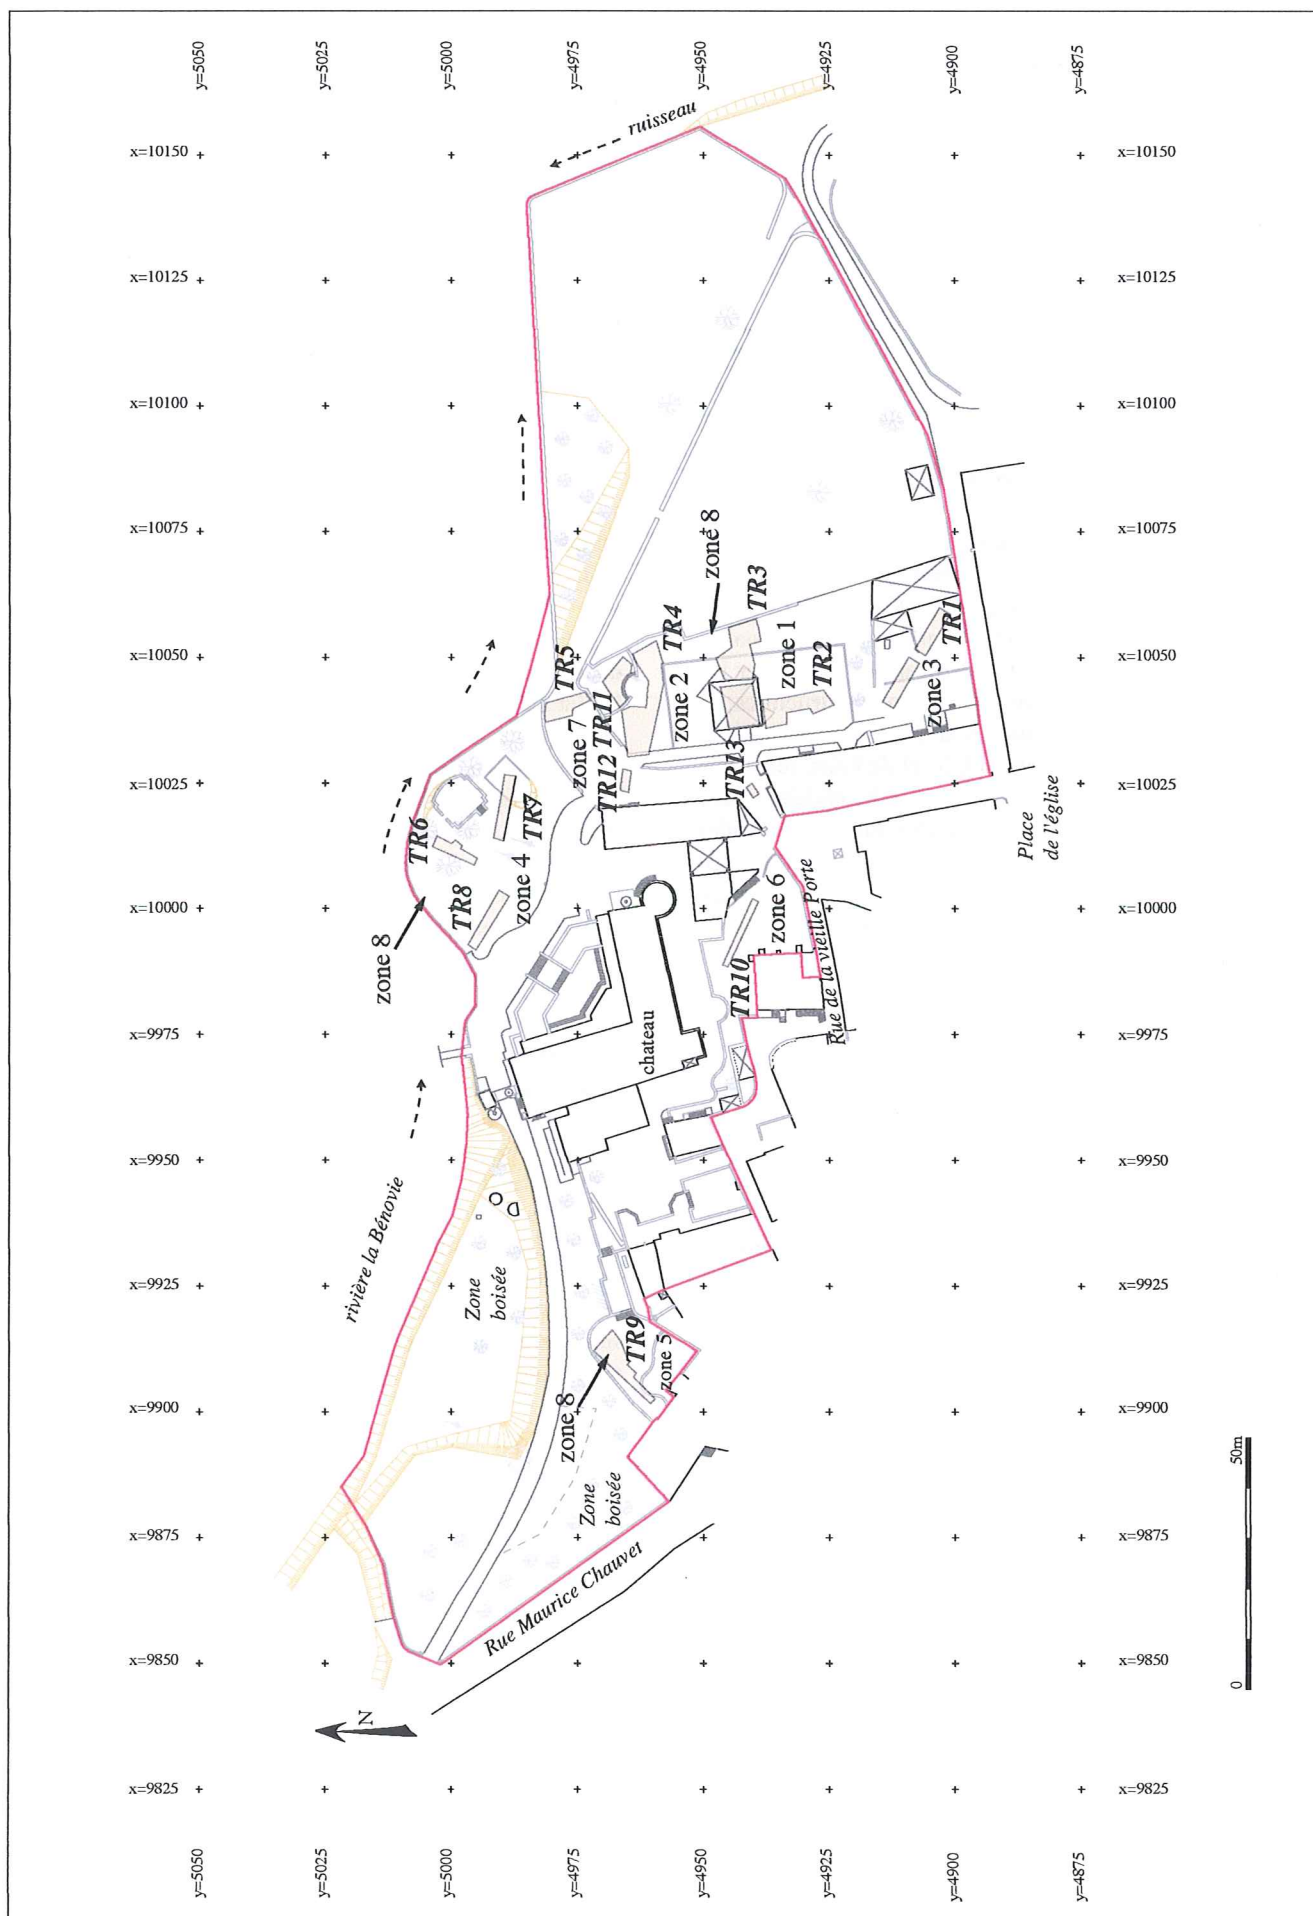 y=5050
y=5025
y=5000
y=4975
y=4950
y=4925
y=4900
y=4875
x=10150
x=10150
ruisseau
x=10125
x=10125
x=10100
x=10100
x=10075
x=10075
zone 8
TR3
TR4
zone 1
TR1
x=10050
x=10050
TR5
TR2
zone 2
zone 3
TR11
zone 7
x=10025
x=10025
TR12
TR13
TR6
TR7
Place
de l'église
zone 4
TR8
x=10000
x=10000
zone 6
zone 8
TR10
Rue de la vieille Porte
x=9975
x=9975
chateau
x=9950
x=9950
rivière la Bénovie
x=9925
x=9925
Zone
boisée
TR9
zone 5
x=9900
x=9900
zone 8
Zone
boisée
x=9875
x=9875
Rue Maurice Chauvet
x=9850
x=9850
N
0
50m
x=9825
x=9825
y=5050
y=5025
y=5000
y=4975
y=4950
y=4925
y=4900
y=4875